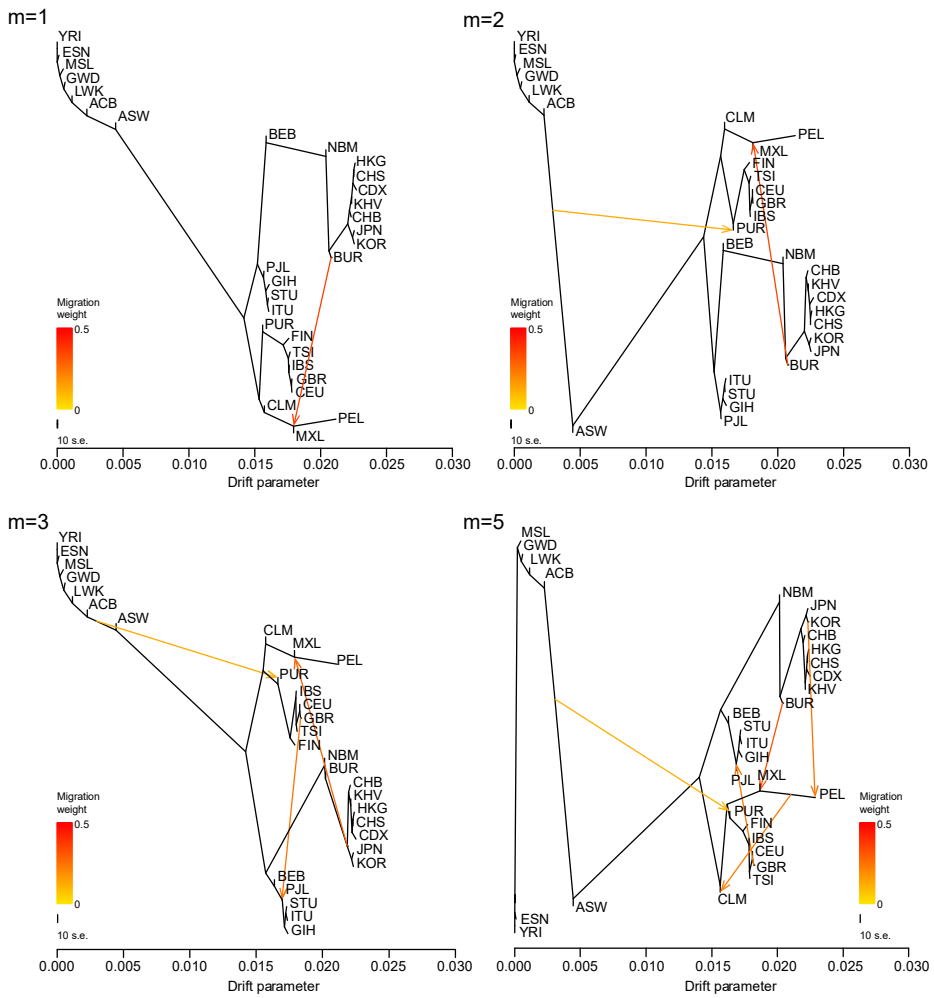 m=1
YRI
ESN
MSL
GWD
LWK
ACB
ASW
BEB
NBM
HKG
CHS
CDX
KHV
CHB
JPN
KOR
BUR
PJL
GIH
STU
ITU
PUR
FIN
TSI
IBS
GBR
CEU
CLM
PEL
MXL
Migration
weight
0.5
0
10 s.e.
0.000 0.005 0.010 0.015 0.020 0.025 0.030
Drift parameter
m=2
YRI
ESN
MSL
GWD
LWK
ACB
CLM
PEL
MXL
FIN
TSI
CEU
GBR
IBS
PUR
BEB
NBM
CHB
KHV
CDX
HKG
CHS
KOR
JPN
BUR
ITU
STU
GIH
PJL
ASW
Migration
weight
0.5
0
10 s.e.
0.000 0.005 0.010 0.015 0.020 0.025 0.030
Drift parameter
m=3
YRI
ESN
MSL
GWD
LWK
ACB
ASW
CLM
MXL
PEL
PUR
IBS
CEU
GBR
TSI
FIN
NBM
BUR
CHB
KHV
HKG
CHS
CDX
JPN
KOR
BEB
PJL
STU
ITU
GIH
Migration
weight
0.5
0
10 s.e.
0.000 0.005 0.010 0.015 0.020 0.025 0.030
Drift parameter
m=5
MSL
GWD
LWK
ACB
NBM
JPN
KOR
CHB
HKG
CHS
CDX
KHV
BUR
BEB
STU
ITU
GIH
PJL
MXL
PEL
PUR
FIN
IBS
CEU
GBR
TSI
CLM
ASW
ESN
YRI
Migration
weight
0.5
0
10 s.e.
0.000 0.005 0.010 0.015 0.020 0.025 0.030
Drift parameter